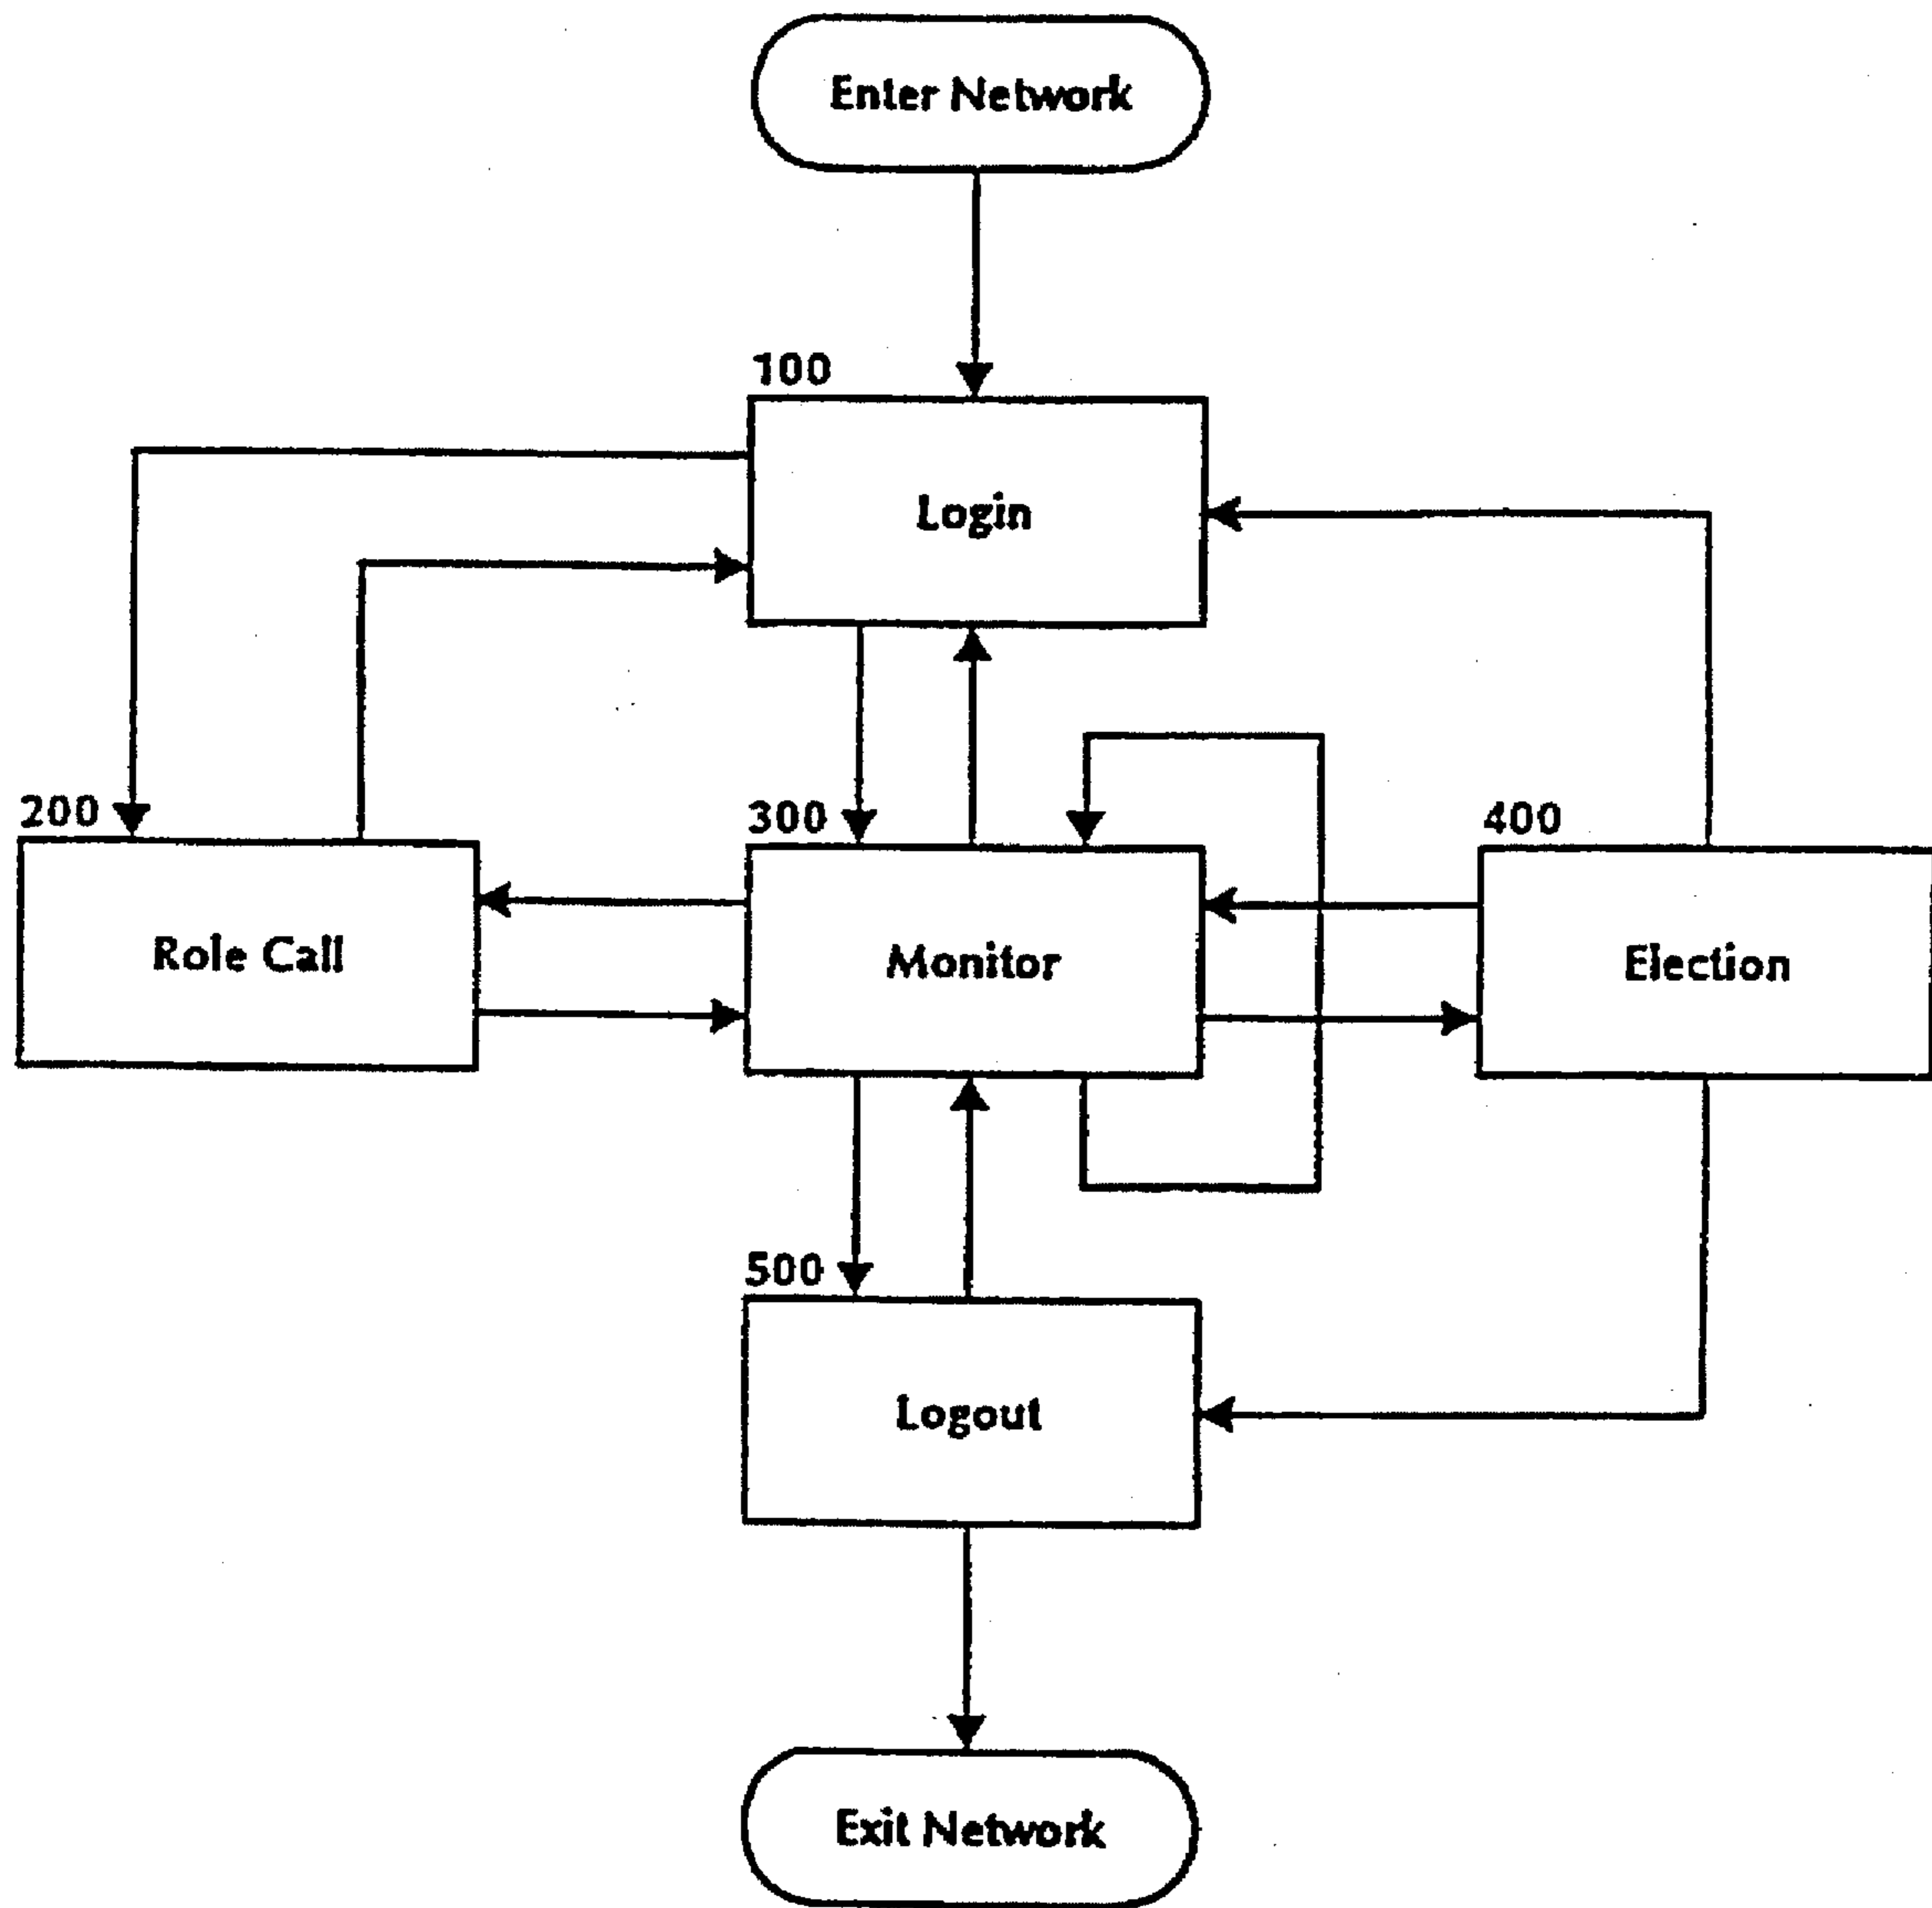 Enter Network
100
Login
200
300
400
Role Call
Monitor
Election
500
Logout
Exit Network